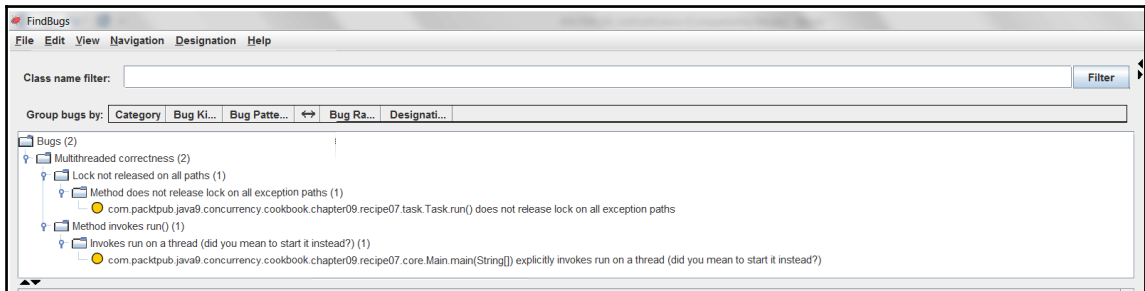 FindBugs
File Edit View Navigation Designation Help
Class name filter: Filter
Group bugs by: Category Bug Ki... Bug Patte... ↔ Bug Ra... Designati...
Bugs (2)
Multithreaded correctness (2)
Lock not released on all paths (1)
Method does not release lock on all exception paths (1)
com.packtpub.java9.concurrency.cookbook.chapter09.recipe07.task.Task.run() does not release lock on all exception paths
Method invokes run() (1)
Invokes run on a thread (did you mean to start it instead?) (1)
com.packtpub.java9.concurrency.cookbook.chapter09.recipe07.core.Main.main(String[]) explicitly invokes run on a thread (did you mean to start it instead?)